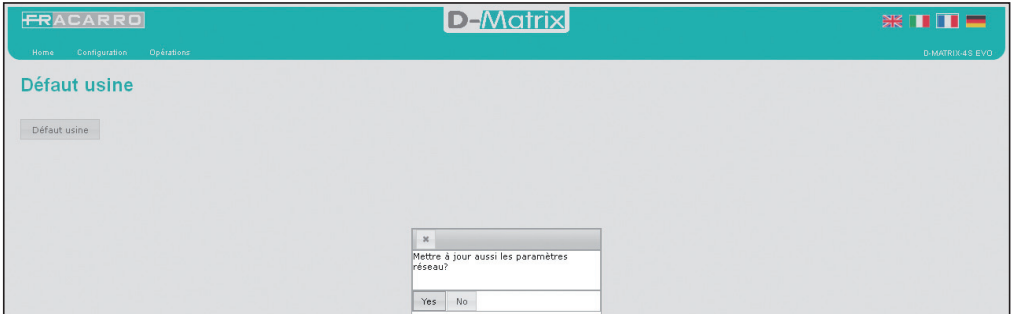 FRACARRO
D-Matrix
Home Configuration Opérations
D-MATRIX-4S EVO
Défaut usine
Défaut usine
×
Mettre à jour aussi les paramètres
réseau?
Yes No